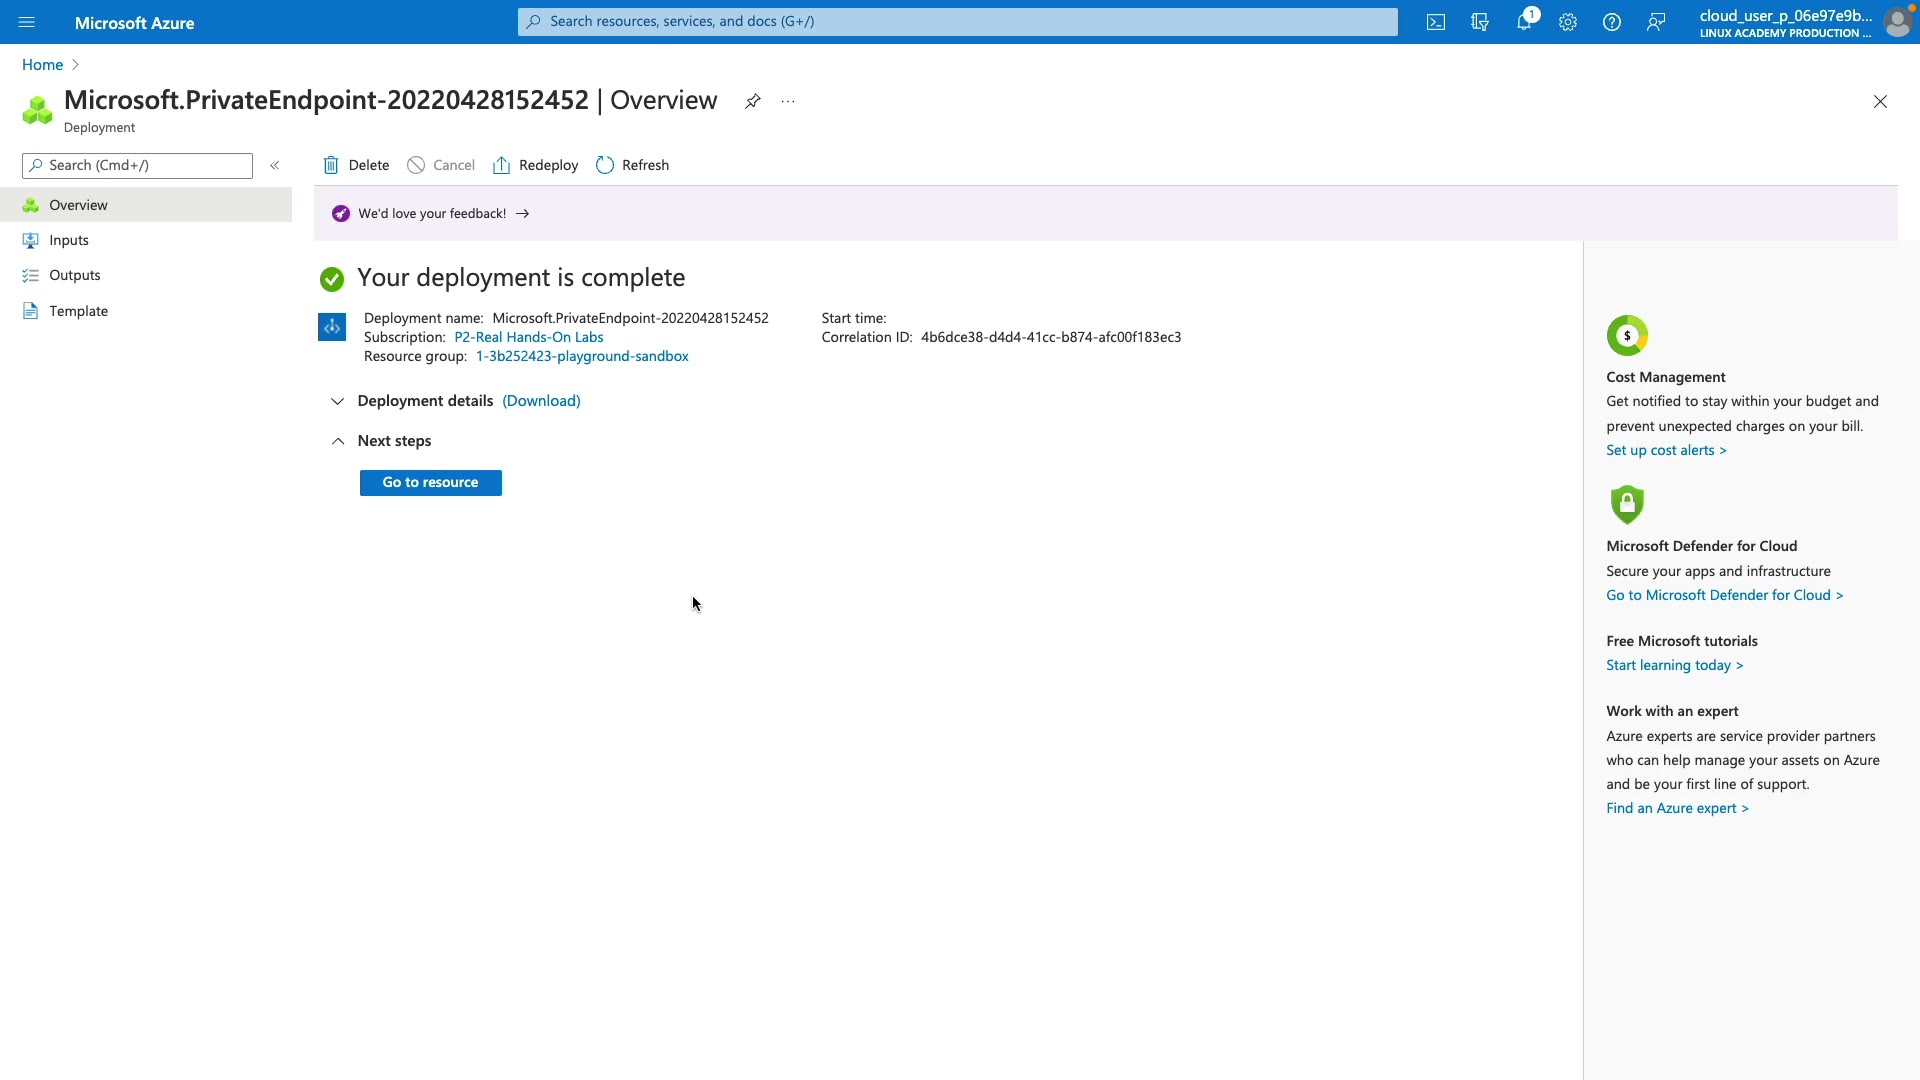 Microsoft Azure
Search resources, services, and docs (G+/)
1
cloud_user_p_06e97e9b...
LINUX ACADEMY PRODUCTION ...
Home
Microsoft.PrivateEndpoint-20220428152452 | Overview
...
Deployment
Search (Cmd+/)
«
Delete
Cancel
Redeploy
Refresh
Overview
Inputs
Outputs
Template
We'd love your feedback! →
Your deployment is complete
Deployment name: Microsoft.PrivateEndpoint-20220428152452
Subscription: P2-Real Hands-On Labs
Resource group: 1-3b252423-playground-sandbox
Start time:
Correlation ID: 4b6dce38-d4d4-41cc-b874-afc00f183ec3
Deployment details (Download)
Next steps
Go to resource
$
Cost Management
Get notified to stay within your budget and
prevent unexpected charges on your bill.
Set up cost alerts >
Microsoft Defender for Cloud
Secure your apps and infrastructure
Go to Microsoft Defender for Cloud >
Free Microsoft tutorials
Start learning today >
Work with an expert
Azure experts are service provider partners
who can help manage your assets on Azure
and be your first line of support.
Find an Azure expert >